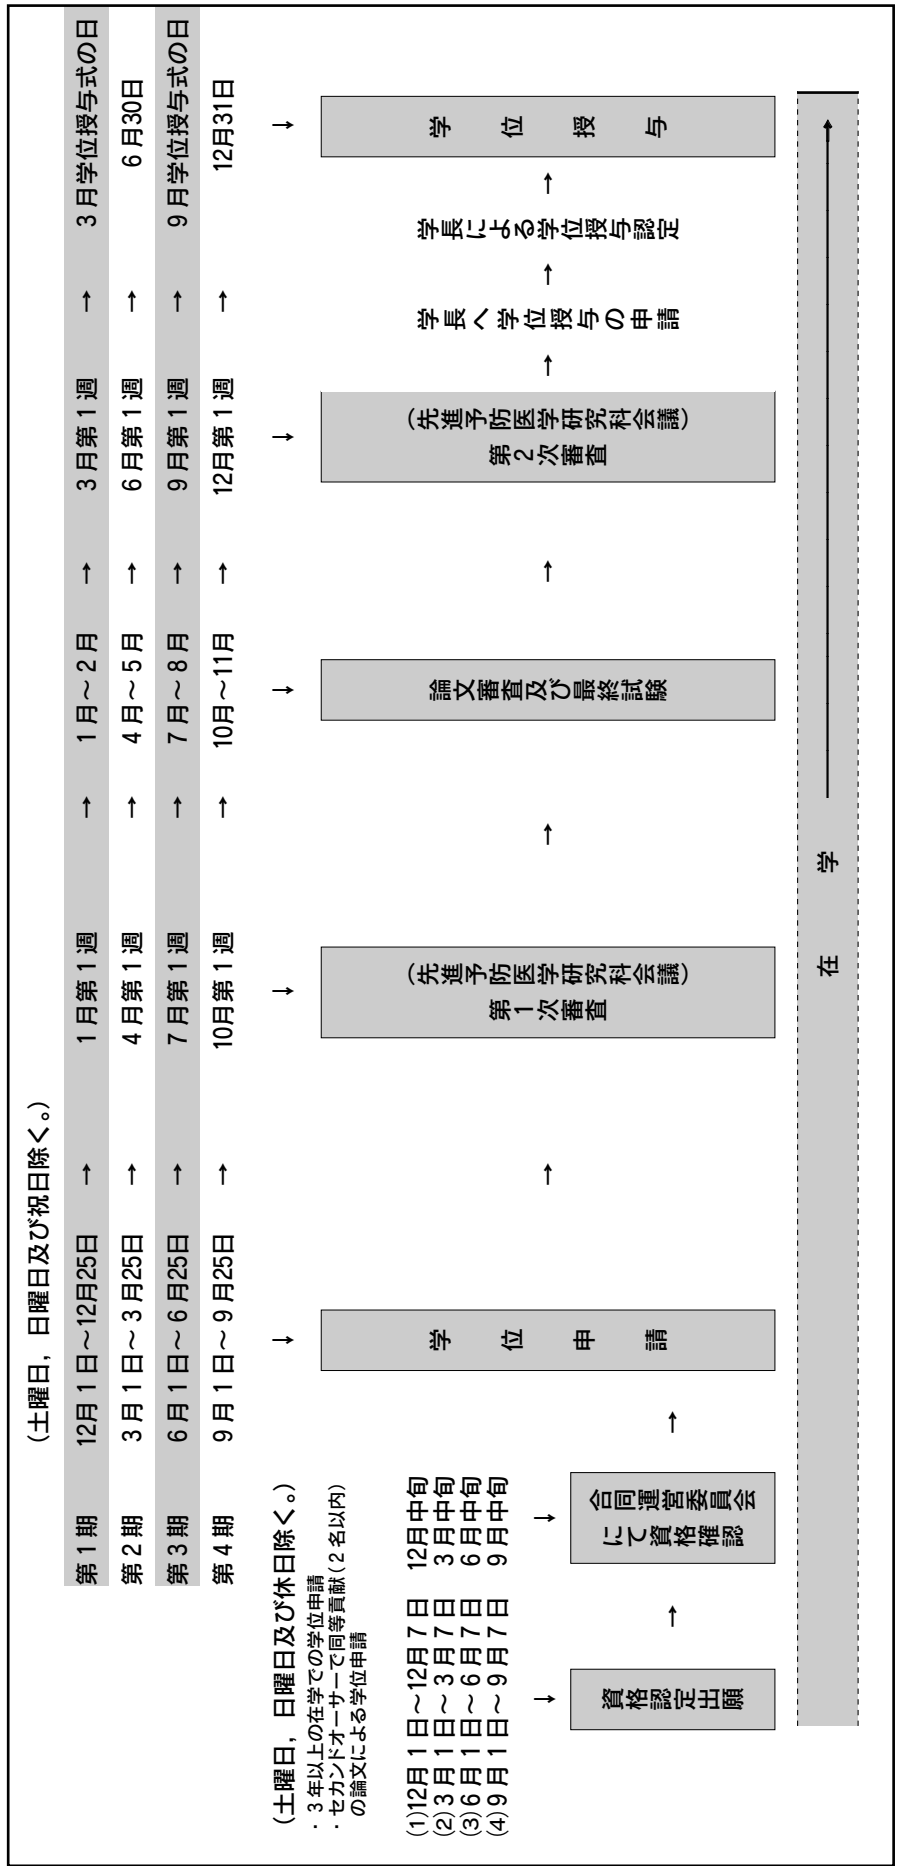 (土曜日，日曜日及び祝日除く。)
第１期 12月１日～12月25日 → １月第１週 → １月～２月 → ３月第１週 → ３月学位授与式の日
第２期 ３月１日～３月25日 → ４月第１週 → ４月～５月 → ６月第１週 → ６月30日
第３期 ６月１日～６月25日 → ７月第１週 → ７月～８月 → ９月第１週 → ９月学位授与式の日
第４期 ９月１日～９月25日 → 10月第１週 → 10月～11月 → 12月第１週 → 12月31日
(土曜日，日曜日及び休日除く。)
・３年以上の在学での学位申請
・セカンドオーサーで同等貢献(２名以内)
の論文による学位申請
(1)12月１日～12月７日 12月中旬
(2)３月１日～３月７日 ３月中旬
(3)６月１日～６月７日 ６月中旬
(4)９月１日～９月７日 ９月中旬
資格認定出願
合同運営委員会
にて資格確認
学位申請
(先進予防医学研究科会議)
第１次審査
論文審査及び最終試験
(先進予防医学研究科会議)
第２次審査
学長へ学位授与の申請
学長による学位授与認定
学位授与
在学